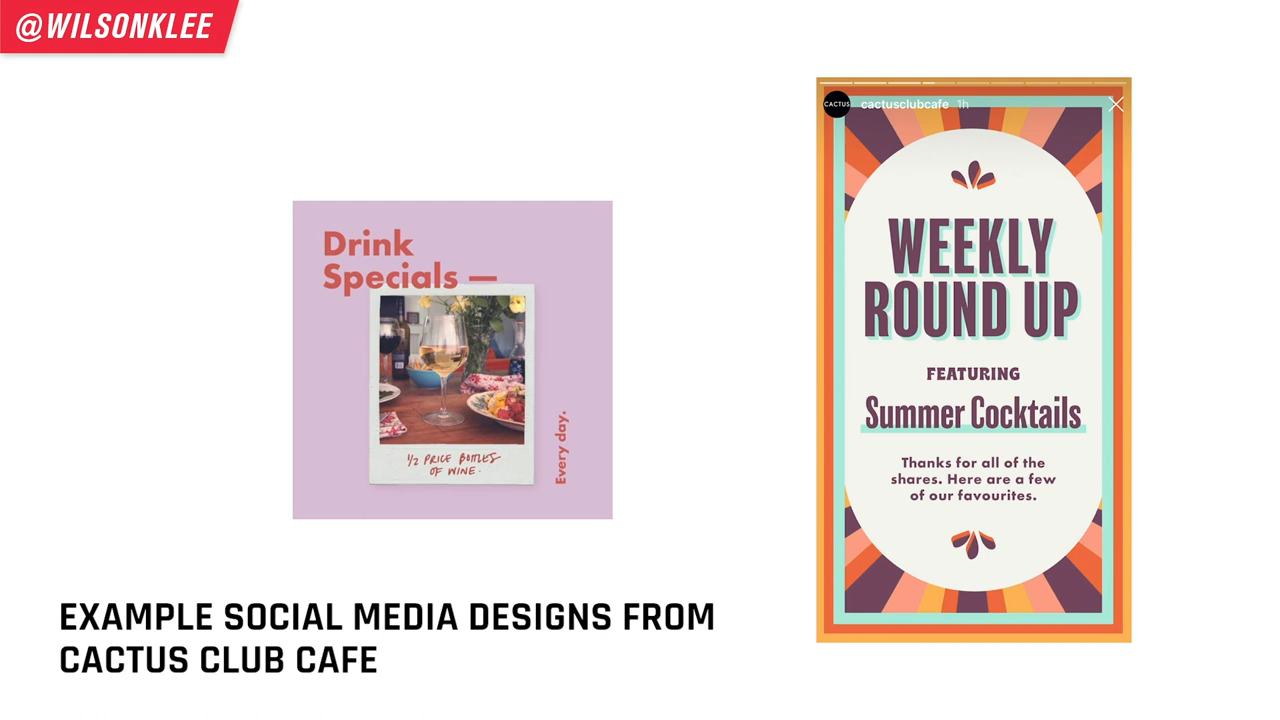 @WILSONKLEE
Drink
Specials —
½ PRICE BOTTLES
OF WINE.
Every day.
CACTUS cactusclubcafe 1h
WEEKLY
ROUND UP
FEATURING
Summer Cocktails
Thanks for all of the
shares. Here are a few
of our favourites.
EXAMPLE SOCIAL MEDIA DESIGNS FROM
CACTUS CLUB CAFE